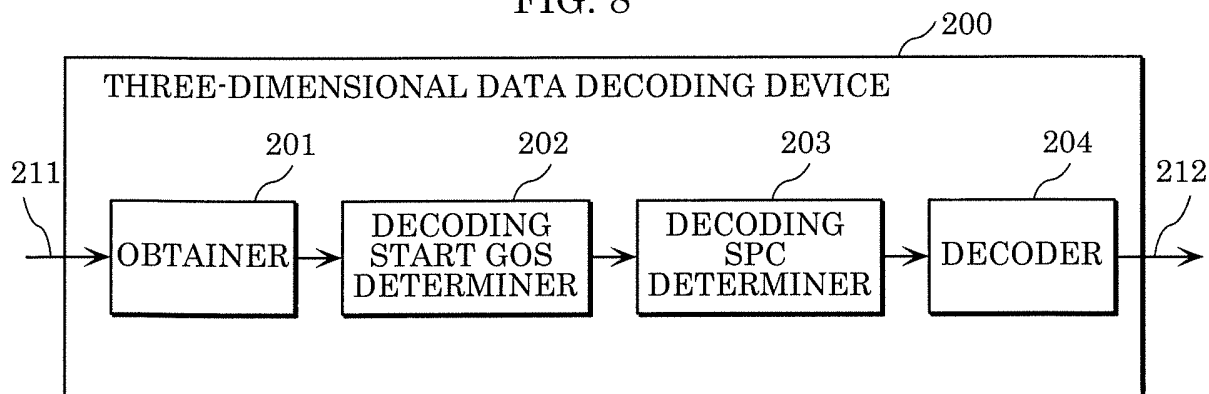 FIG. 8
200
THREE-DIMENSIONAL DATA DECODING DEVICE
201
202
203
204
211
212
OBTAINER
DECODING
START GOS
DETERMINER
DECODING
SPC
DETERMINER
DECODER